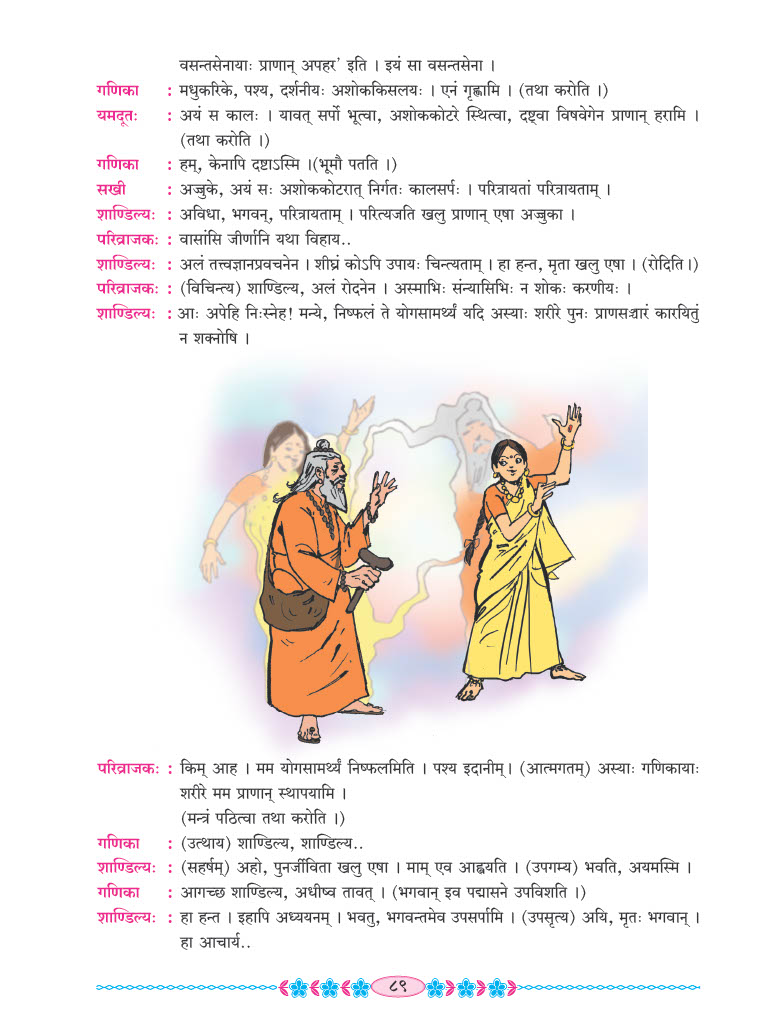 वसन्तसेनायाः प्राणान् अपहर’ इति । इयं सा वसन्तसेना ।
गणिका : मधुकरिके, पश्य, दर्शनीयः अशोककिसलयः । एनं गृह्णामि । (तथा करोति ।)
यमदूतः : अयं स कालः । यावत् सर्पो भूत्वा, अशोककोटरे स्थित्वा, दष्ट्वा विषवेगेन प्राणान् हरामि ।
(तथा करोति ।)
गणिका : हम्, केनापि दष्टाऽस्मि ।(भूमौ पतति ।)
सखी : अज्जुके, अयं सः अशोककोटरात् निर्गतः कालसर्पः । परित्रायतां परित्रायताम् ।
शाण्डिल्यः : अविधा, भगवन्, परित्रायताम् । परित्यजति खलु प्राणान् एषा अज्जुका ।
परिव्राजकः : वासांसि जीर्णानि यथा विहाय..
शाण्डिल्यः : अलं तत्त्वज्ञानप्रवचनेन । शीघ्रं कोऽपि उपायः चिन्त्यताम् । हा हन्त, मृता खलु एषा । (रोदिति।)
परिव्राजकः : (विचिन्त्य) शाण्डिल्य, अलं रोदनेन । अस्माभिः संन्यासिभिः न शोकः करणीयः ।
शाण्डिल्यः : आः अपेहि निःस्नेह! मन्ये, निष्फलं ते योगसामर्थ्यं यदि अस्याः शरीरे पुनः प्राणसञ्चारं कारयितुं
न शक्नोषि ।
परिव्राजकः : किम् आह । मम योगसामर्थ्यं निष्फलमिति । पश्य इदानीम्। (आत्मगतम्) अस्याः गणिकायाः
शरीरे मम प्राणान् स्थापयामि ।
(मन्त्रं पठित्वा तथा करोति ।)
गणिका : (उत्थाय) शाण्डिल्य, शाण्डिल्य..
शाण्डिल्यः : (सहर्षम्) अहो, पुनर्जीविता खलु एषा । माम् एव आह्वयति । (उपगम्य) भवति, अयमस्मि ।
गणिका : आगच्छ शाण्डिल्य, अधीष्व तावत् । (भगवान् इव पद्मासने उपविशति ।)
शाण्डिल्यः : हा हन्त । इहापि अध्ययनम् । भवतु, भगवन्तमेव उपसर्पामि । (उपसृत्य) अयि, मृतः भगवान् ।
हा आचार्य..
८९